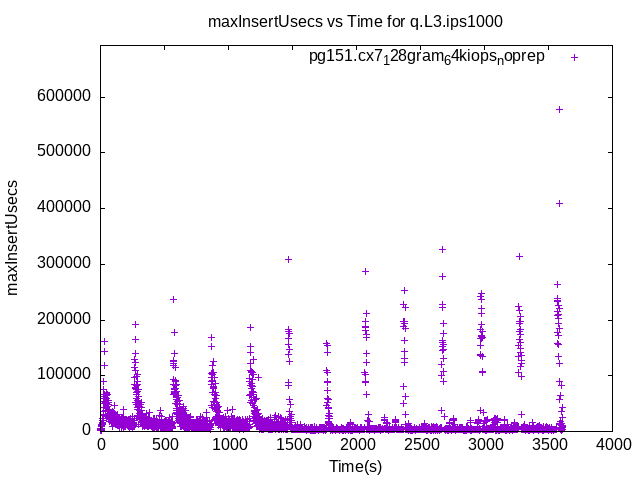 maxInsertUsecs vs Time for q.L3.ips1000
pg151.cx7128gram64kiopsnoprep
600000
500000
400000
300000
200000
100000
0
maxInsertUsecs
0 500 1000 1500 2000 2500 3000 3500 4000
Time(s)